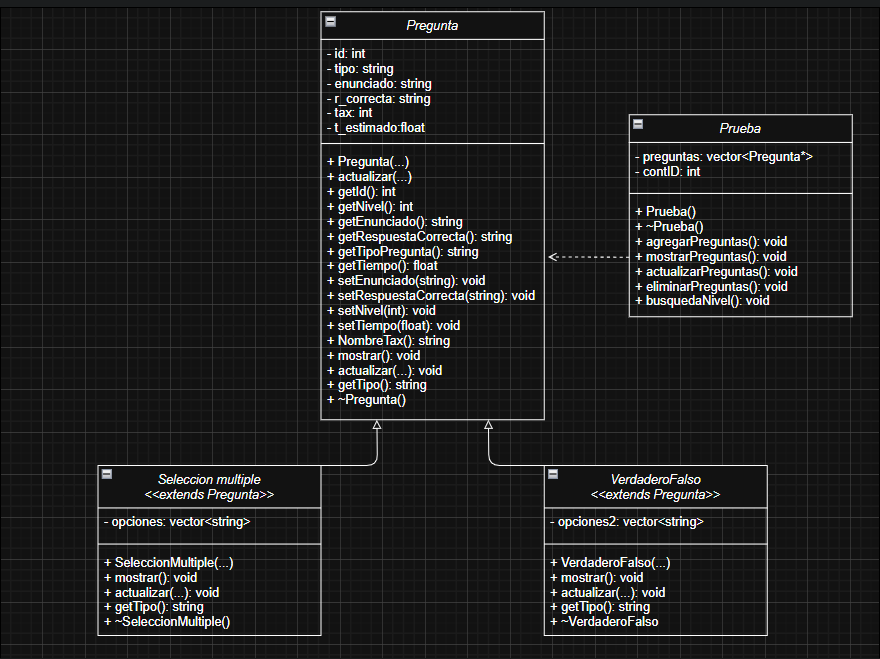 Pregunta
- id: int
- tipo: string
- enunciado: string
- r_correcta: string
- tax: int
- t_estimado:float
+ Pregunta(...)
+ actualizar(...)
+ getId(): int
+ getNivel(): int
+ getEnunciado(): string
+ getRespuestaCorrecta(): string
+ getTipoPregunta(): string
+ getTiempo(): float
+ setEnunciado(string): void
+ setRespuestaCorrecta(string): void
+ setNivel(int): void
+ setTiempo(float): void
+ NombreTax(): string
+ mostrar(): void
+ actualizar(...): void
+ getTipo(): string
+ ~Pregunta()
Prueba
- preguntas: vector<Pregunta*>
- contID: int
+ Prueba()
+ ~Prueba()
+ agregarPreguntas(): void
+ mostrarPreguntas(): void
+ actualizarPreguntas(): void
+ eliminarPreguntas(): void
+ busquedaNivel(): void
Seleccion multiple
<<extends Pregunta>>
- opciones: vector<string>
+ SeleccionMultiple(...)
+ mostrar(): void
+ actualizar(...): void
+ getTipo(): string
+ ~SeleccionMultiple()
VerdaderoFalso
<<extends Pregunta>>
- opciones2: vector<string>
+ VerdaderoFalso(...)
+ mostrar(): void
+ actualizar(...): void
+ getTipo(): string
+ ~VerdaderoFalso